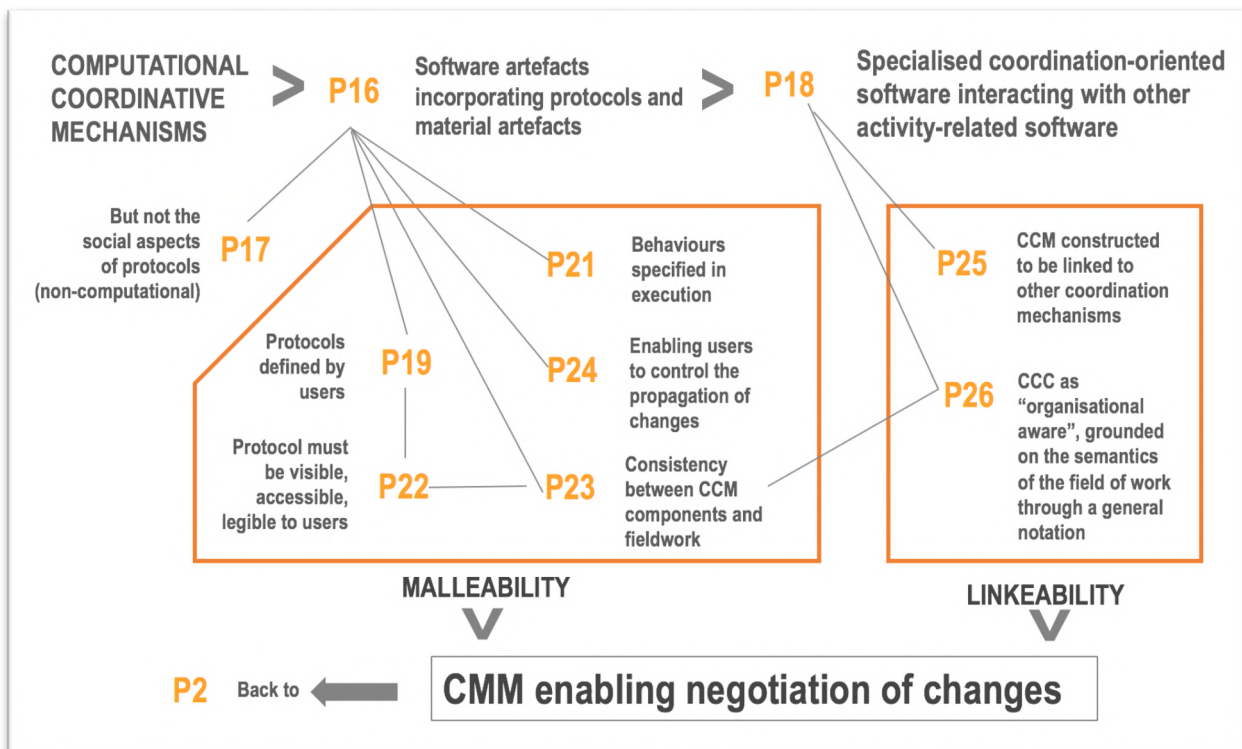 COMPUTATIONAL
COORDINATIVE
MECHANISMS
>
P16
Software artefacts
incorporating protocols and
material artefacts
>
P18
Specialised coordination-oriented
software interacting with other
activity-related software
But not the
social aspects
of protocols
(non-computational)
P17
P21
Behaviours
specified in
execution
Protocols
defined by
users
P19
P24
Enabling users
to control the
propagation of
changes
Protocol must
be visible,
accessible,
legible to users
P22
P23
Consistency
between CCM
components and
fieldwork
P25
CCM constructed
to be linked to
other coordination
mechanisms
P26
CCC as
“organisational
aware”, grounded
on the semantics
of the field of work
through a general
notation
MALLEABILITY
LINKEABILITY
P2
Back to
CMM enabling negotiation of changes